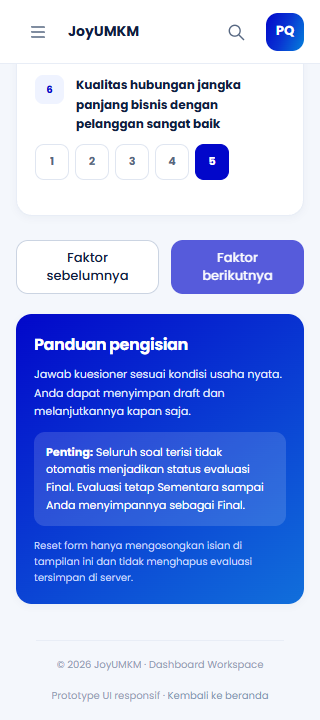 JoyUMKM
PQ
6
Kualitas hubungan jangka
panjang bisnis dengan
pelanggan sangat baik
1 2 3 4 5
Faktor
sebelumnya
Faktor
berikutnya
Panduan pengisian
Jawab kuesioner sesuai kondisi usaha nyata.
Anda dapat menyimpan draft dan
melanjutkannya kapan saja.
Penting: Seluruh soal terisi tidak
otomatis menjadikan status evaluasi
Final. Evaluasi tetap Sementara sampai
Anda menyimpannya sebagai Final.
Reset form hanya mengosongkan isian di
tampilan ini dan tidak menghapus evaluasi
tersimpan di server.
© 2026 JoyUMKM · Dashboard Workspace
Prototype UI responsif · Kembali ke beranda